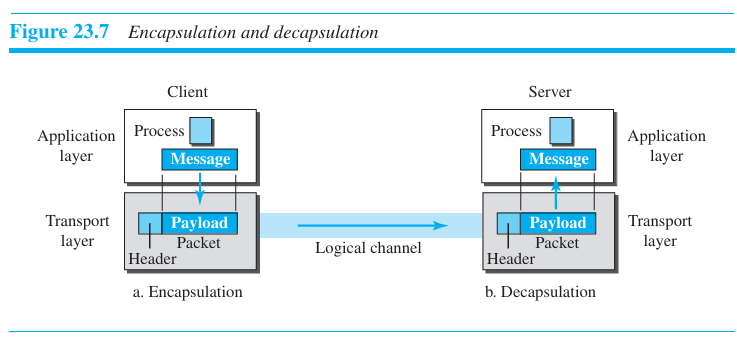 Figure 23.7 Encapsulation and decapsulation
Client
Server
Application
layer
Process
Message
Process
Message
Application
layer
Transport
layer
Payload
Packet
Header
Logical channel
Payload
Packet
Header
Transport
layer
a. Encapsulation
b. Decapsulation